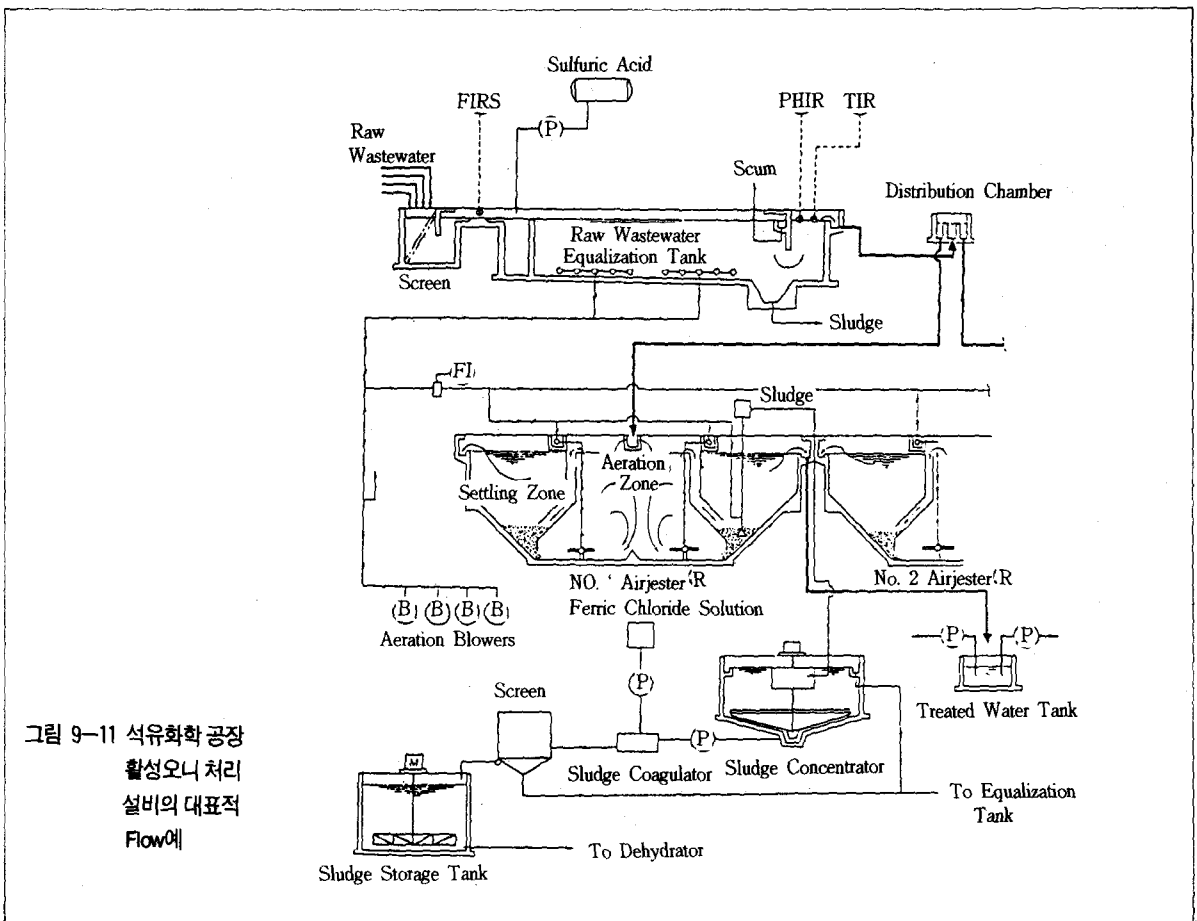 Sulfuric Acid
FIRS
PHIR
TIR
(P)
Raw
Wastewater
Scum
Distribution Chamber
Raw Wastewater
Equalization Tank
Screen
Sludge
(FI)
Sludge
Aeration
Zone
Settling Zone
NO. ' Airjester (R
No. 2 Airjester (R
Ferric Chloride Solution
(B) (B) (B) (B)
Aeration Blowers
(P)
(P)
(P)
Screen
Treated Water Tank
(P)
Sludge Coagulator
Sludge Concentrator
To Equalization
Tank
M
To Dehydrator
Sludge Storage Tank
그림 9-11 석유화학 공장
활성오니 처리
설비의 대표적
Flow예